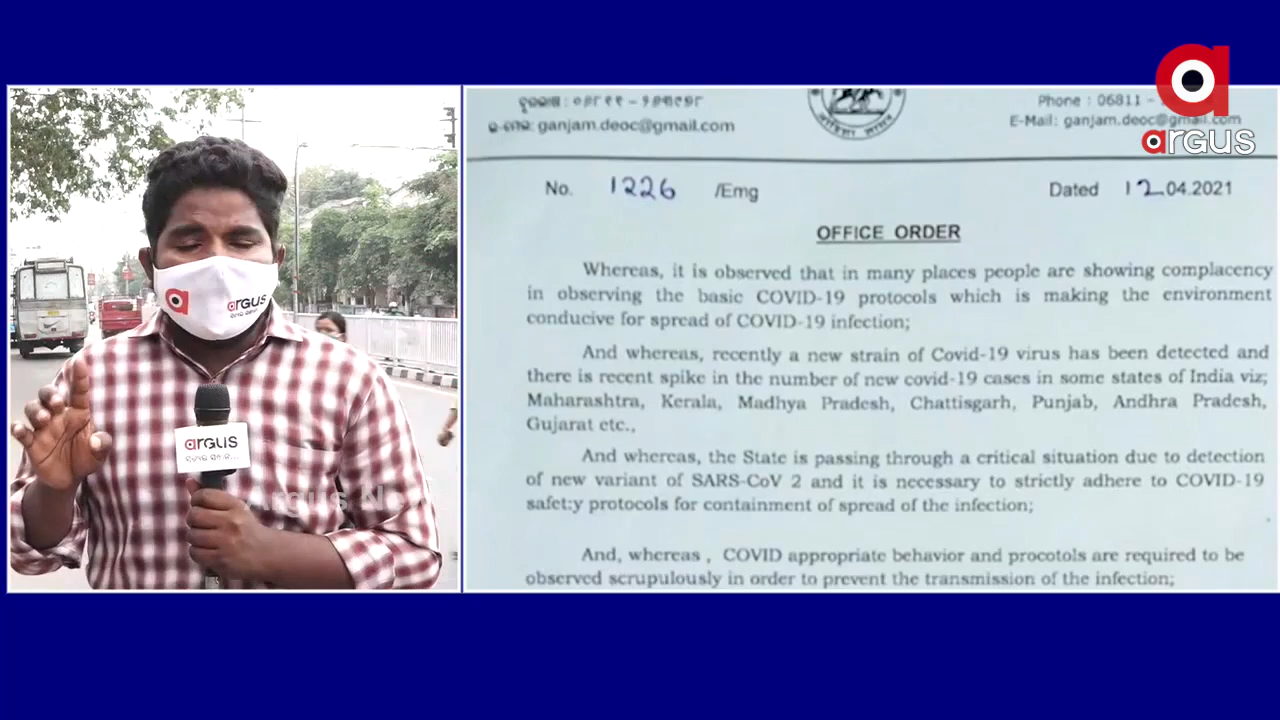 argus
argus
argus
Argus Ne
ganjam.deoc@gmail.com
Phone : 06811 -
E-Mail: ganjam.deoc@gmail.com
No. 1226 /Emg
Dated 12.04.2021
OFFICE ORDER
Whereas, it is observed that in many places people are showing complacency
in observing the basic COVID-19 protocols which is making the environment
conducive for spread of COVID-19 infection;
And whereas, recently a new strain of Covid-19 virus has been detected and
there is recent spike in the number of new covid-19 cases in some states of India viz;
Maharashtra, Kerala, Madhya Pradesh, Chattisgarh, Punjab, Andhra Pradesh,
Gujarat etc.,
And whereas, the State is passing through a critical situation due to detection
of new variant of SARS-CoV 2 and it is necessary to strictly adhere to COVID-19
safet:y protocols for containment of spread of the infection;
And, whereas , COVID appropriate behavior and procotols are required to be
observed scrupulously in order to prevent the transmission of the infection;